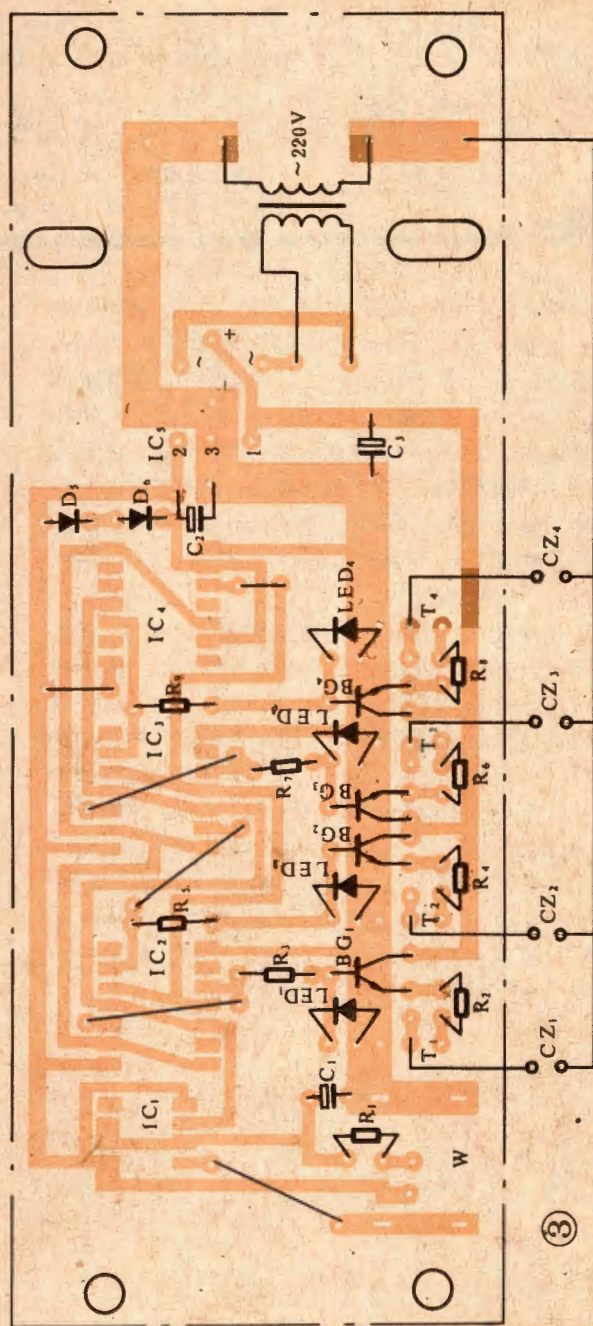 ~220V
~
+
~
IC₅
2
3
1
D₅
D₆
C₂
C₃
IC₄
LED₄
T₄
CZ₄
IC₃
BG₄
T₃
R₈
CZ₃
R₇
BG₃
R₆
BG₂
LED₂
R₅
IC₂
T₂
R₄
CZ₂
R₃
BG₁
LED₁
R₂
T₁
CZ₁
IC₁
C₁
R₁
W
③